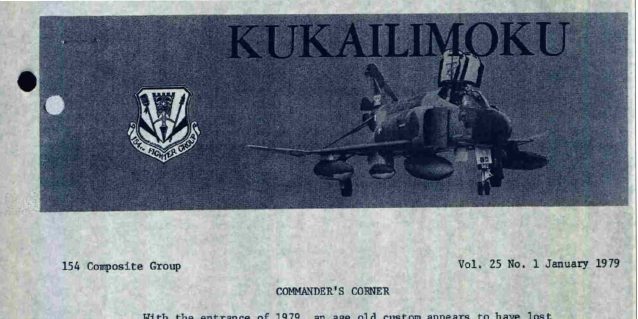 KUKAILIMOKU
154th FIGHTER GROUP
154 Composite Group
Vol. 25 No. 1 January 1979
COMMANDER'S CORNER
With the entrance of 1979, an age old custom appears to have lost